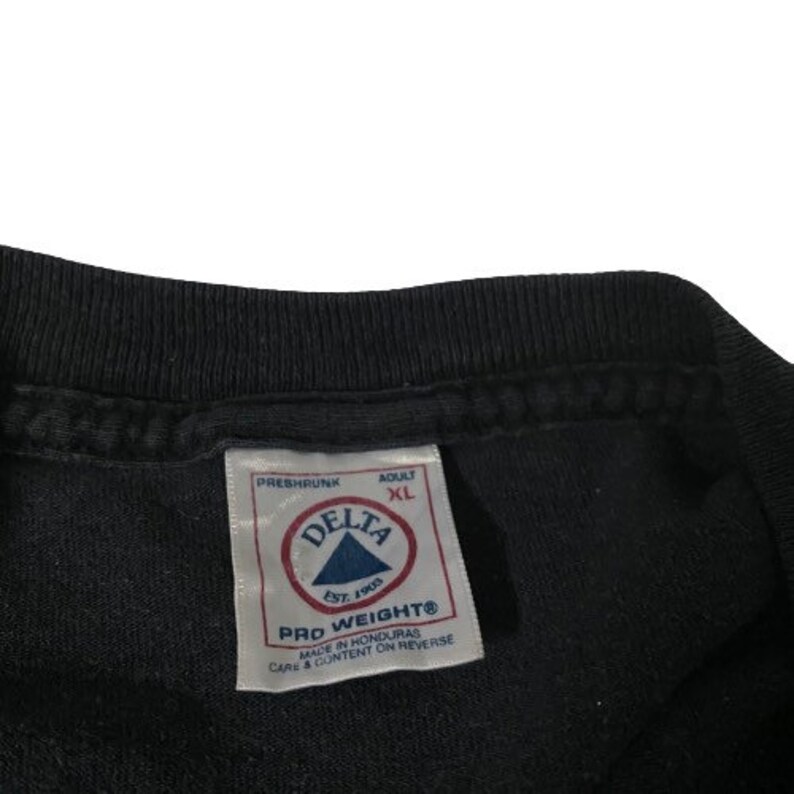 PRESHRUNK ADULT
XL
DELTA
EST. 1903
PRO WEIGHT®
MADE IN HONDURAS
CARE & CONTENT ON REVERSE